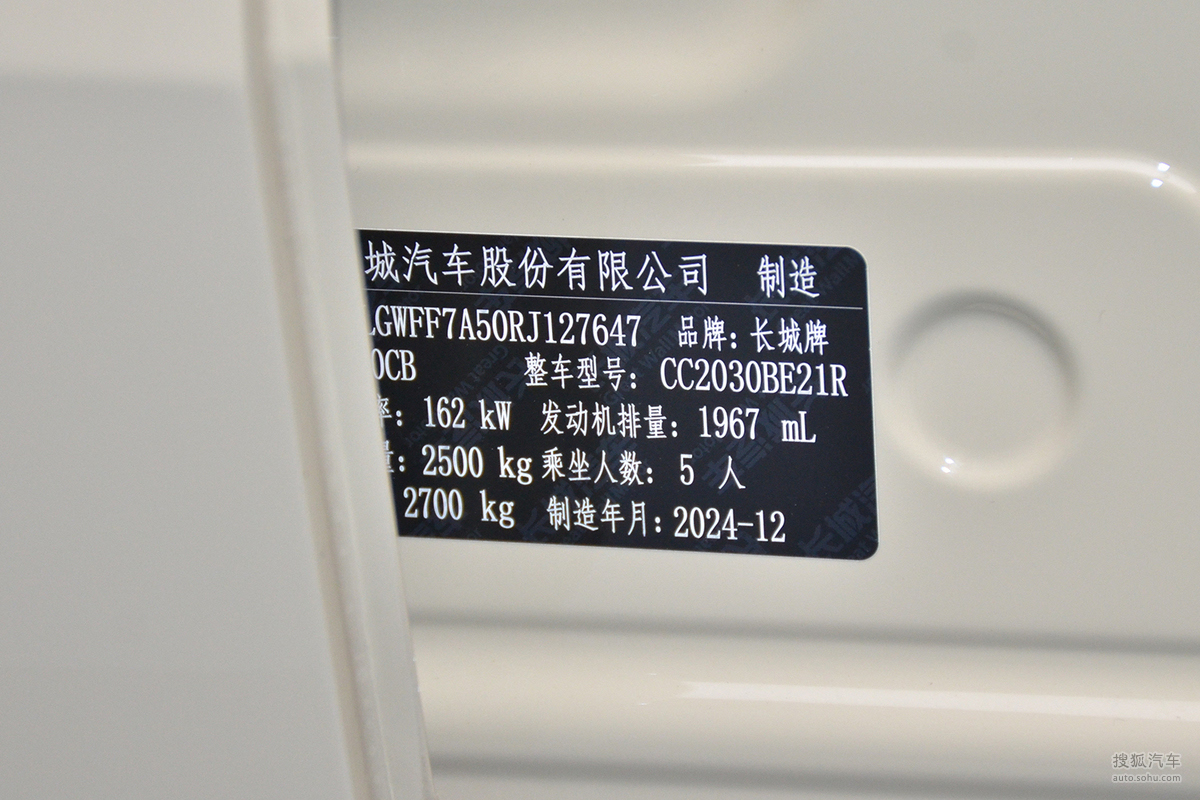 城汽车股份有限公司 制造
LGWFF7A50RJ127647 品牌：长城牌
0CB 整车型号：CC2030BE21R
率：162 kW 发动机排量：1967 mL
量：2500 kg 乘坐人数：5 人
2700 kg 制造年月：2024-12
搜狐汽车
auto.sohu.com